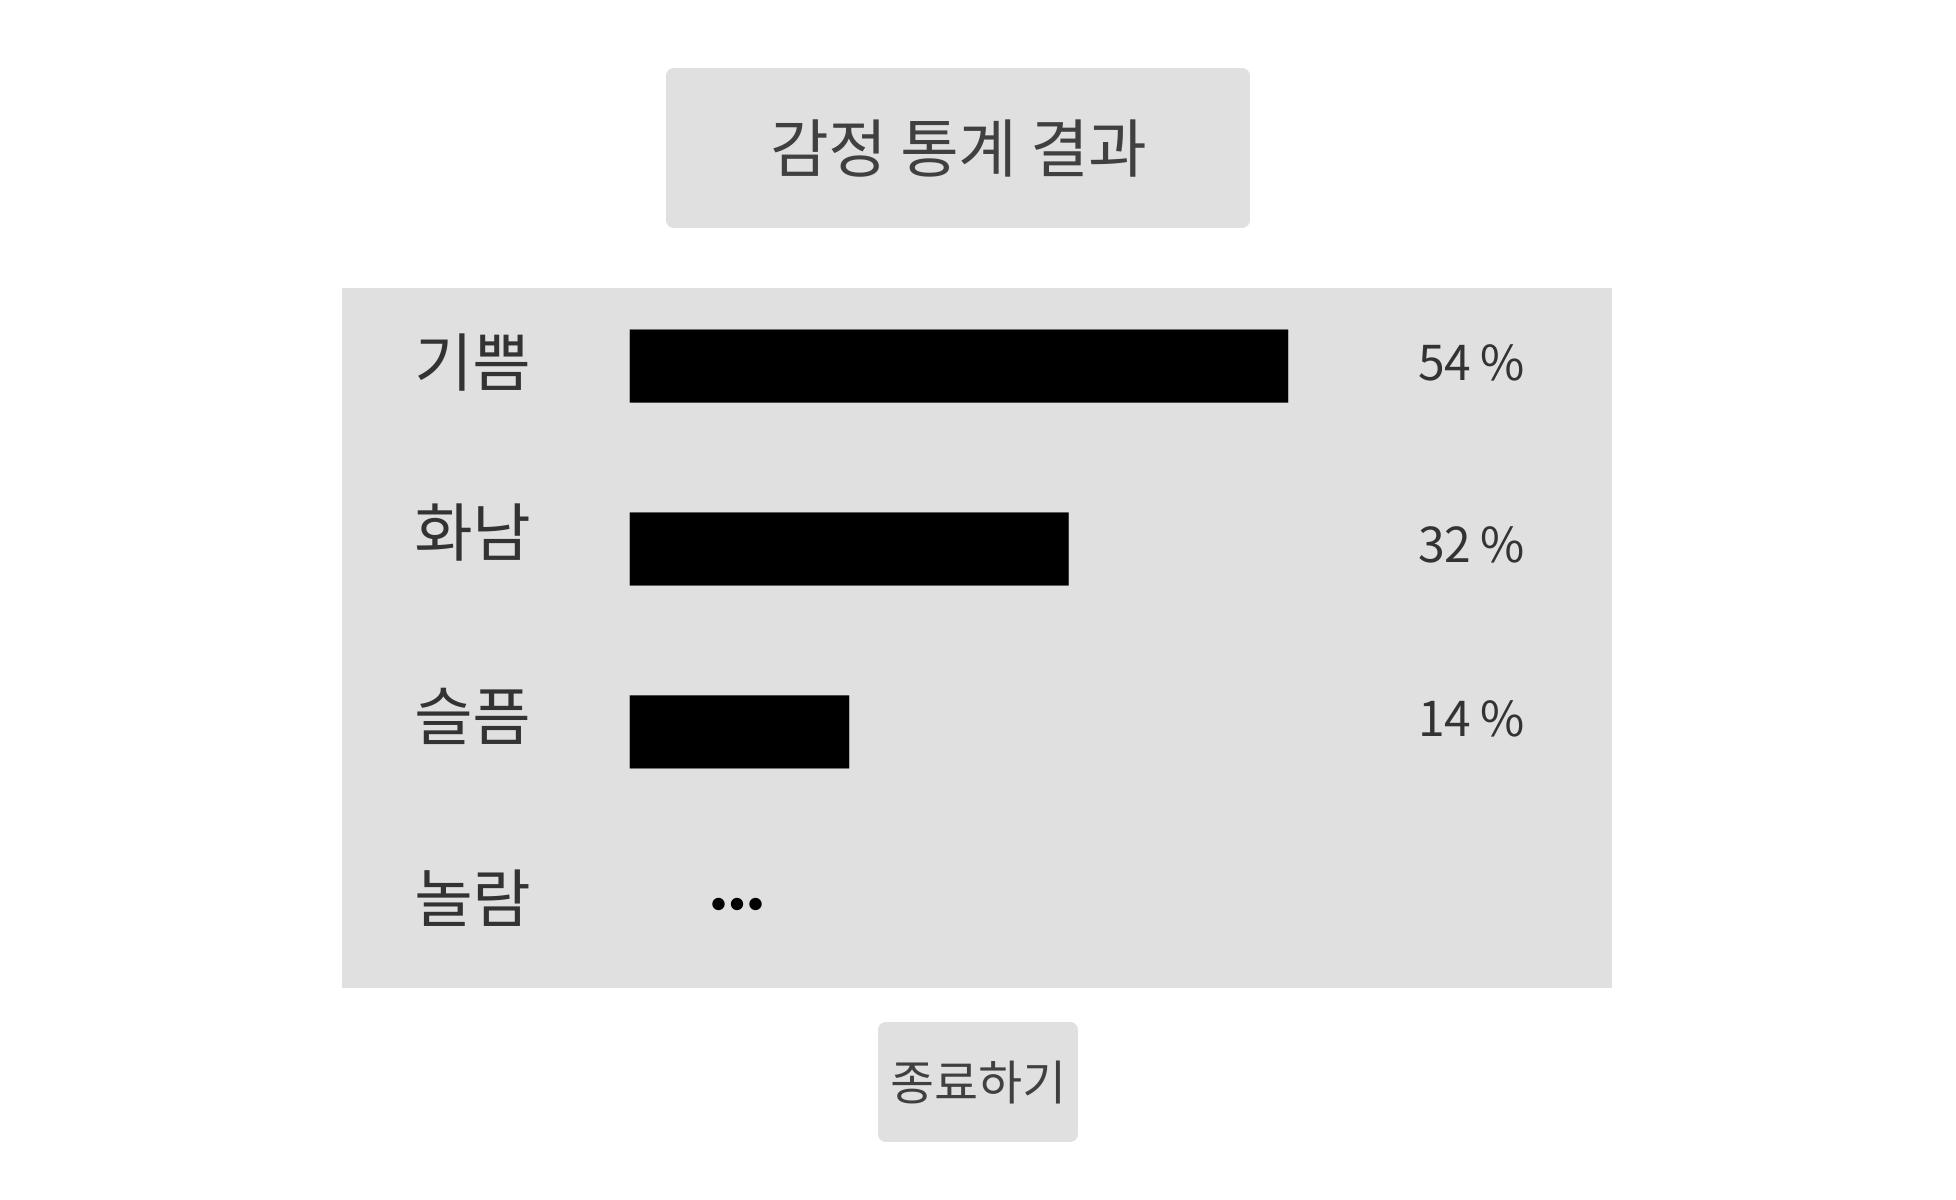 감정 통계 결과
기쁨 54 %
화남 32 %
슬픔 14 %
놀람 •••
종료하기